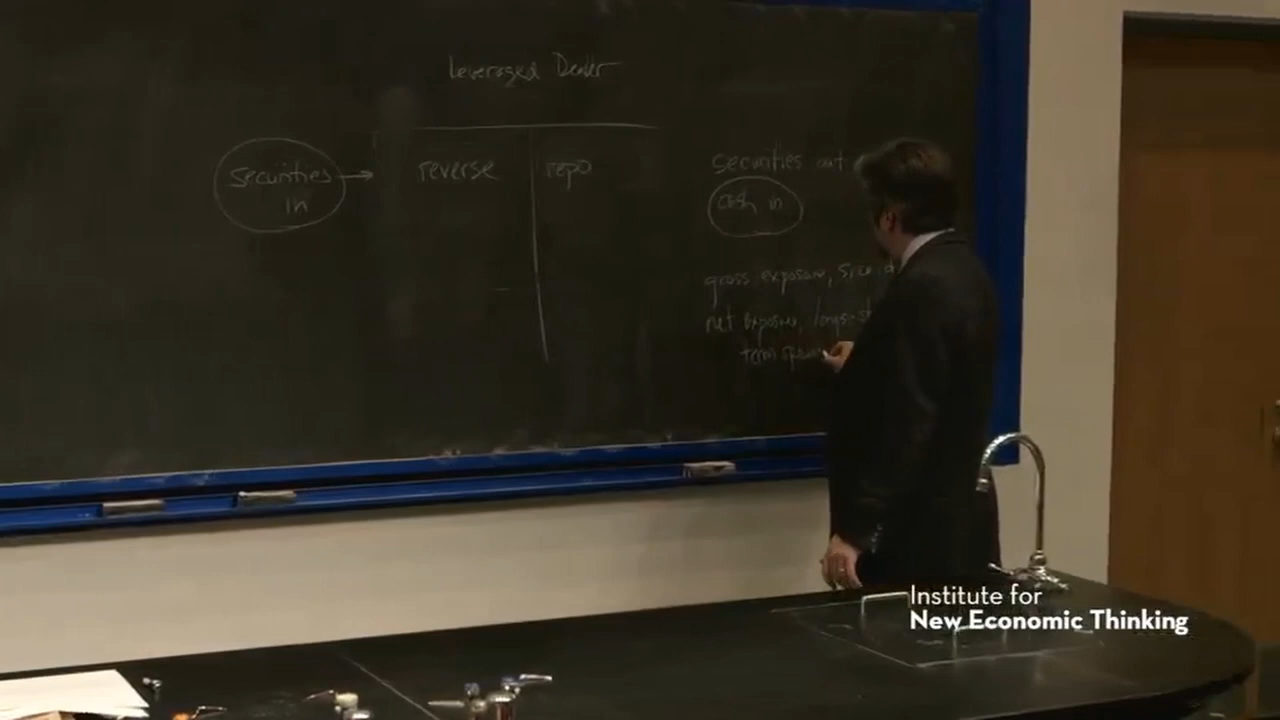 Leveraged Dealer
Securities
in
reverse
repo
securities out
cash in
gross exposure,
net exposure,
term
Institute for
New Economic Thinking